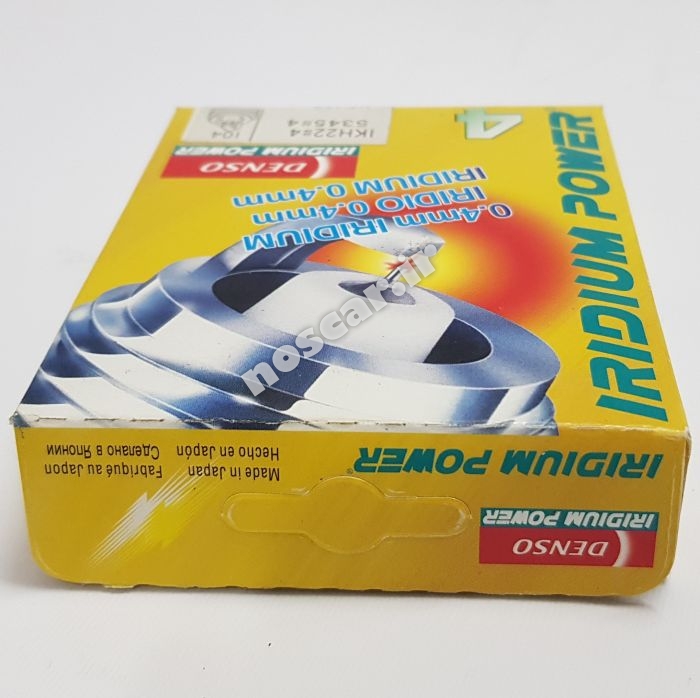 IRIDIUM POWER
4
IKH22#4
5345#4
104
DENSO
IRIDIUM POWER
0.4mm IRIDIUM
IRIDIO 0.4mm
IRIDIUM 0.4mm
noscar.ir
DENSO
IRIDIUM POWER
IRIDIUM POWER®
Made in Japan
Hecho en Japón
Fabriqué au Japon
Сделано в Японии